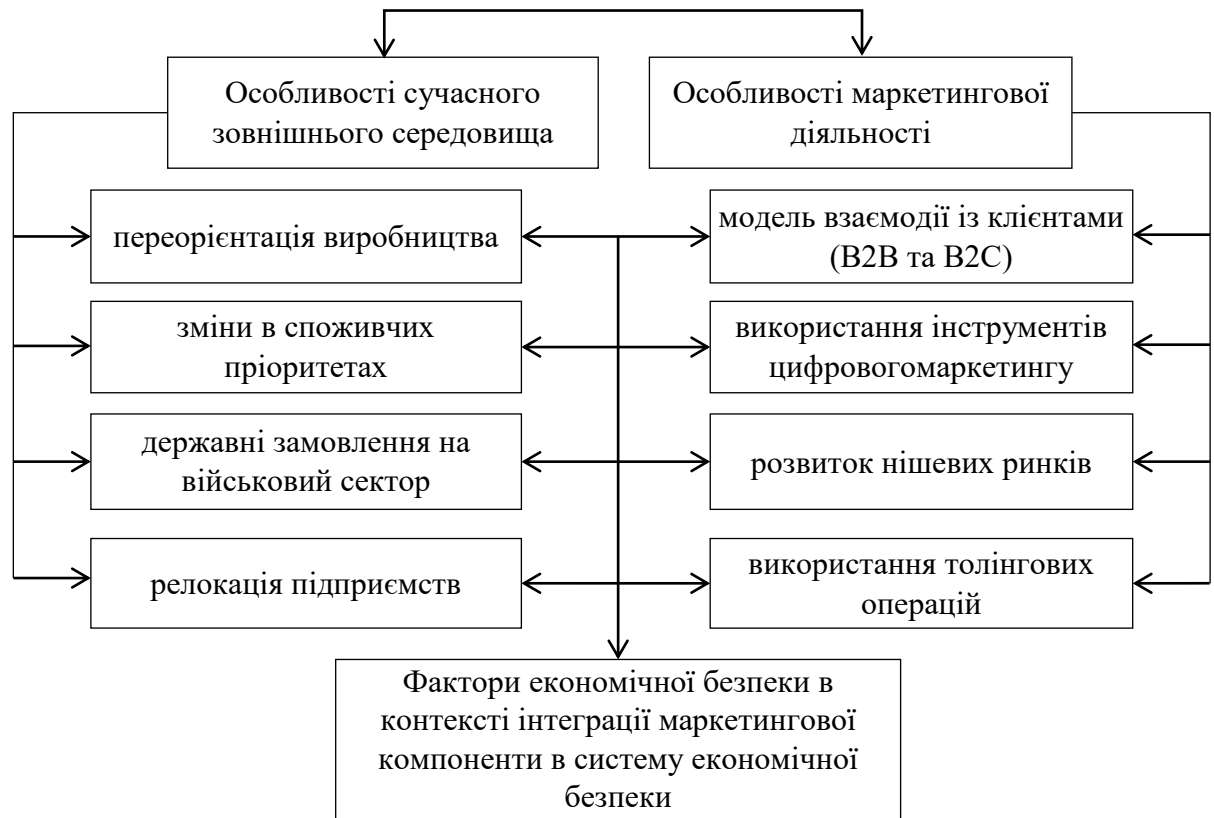 Особливості сучасного
зовнішнього середовища
Особливості маркетингової
діяльності
переорієнтація виробництва
модель взаємодії із клієнтами
(B2B та B2C)
зміни в споживчих
пріоритетах
використання інструментів
цифровогомаркетингу
державні замовлення на
військовий сектор
розвиток нішевих ринків
релокація підприємств
використання толінгових
операцій
Фактори економічної безпеки в
контексті інтеграції маркетингової
компоненти в систему економічної
безпеки